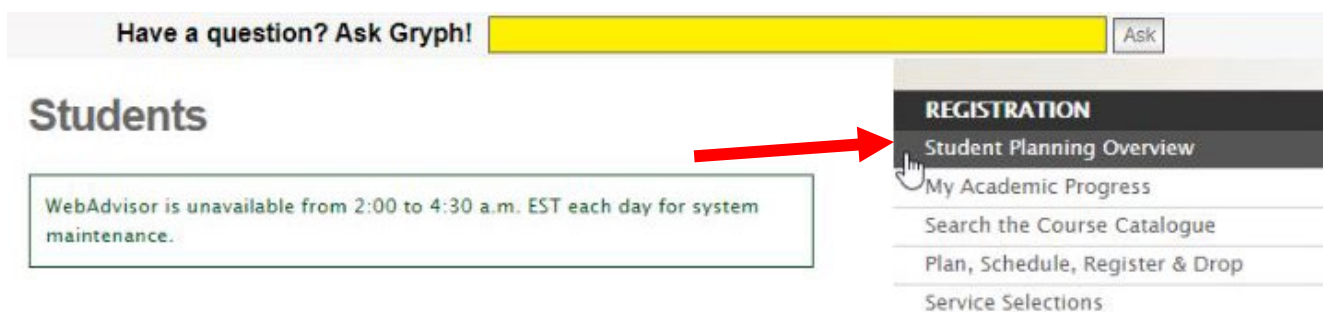 Have a question? Ask Gryph!
Ask
Students
WebAdvisor is unavailable from 2:00 to 4:30 a.m. EST each day for system
maintenance.
REGISTRATION
Student Planning Overview
My Academic Progress
Search the Course Catalogue
Plan, Schedule, Register & Drop
Service Selections